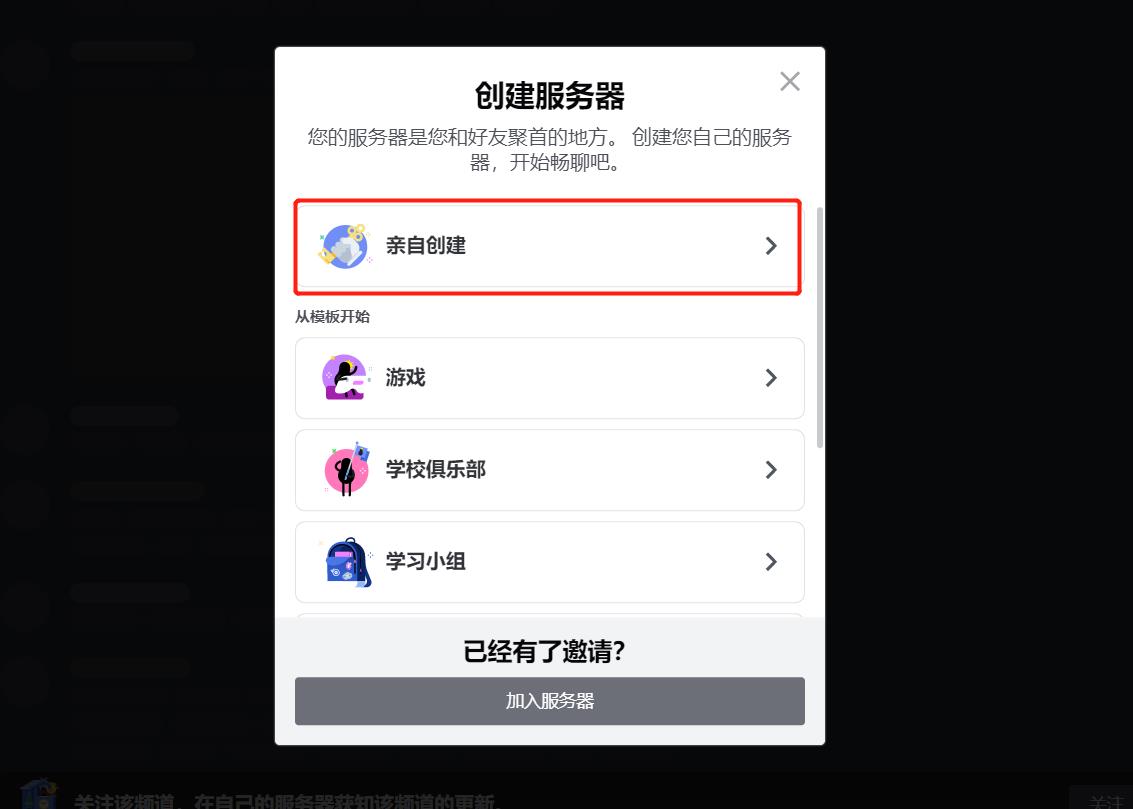 创建服务器
您的服务器是您和好友聚首的地方。 创建您自己的服务
器，开始畅聊吧。
亲自创建
从模板开始
游戏
学校俱乐部
学习小组
已经有了邀请？
加入服务器
关注该频道，在自己的服务器获知该频道的更新。
关注